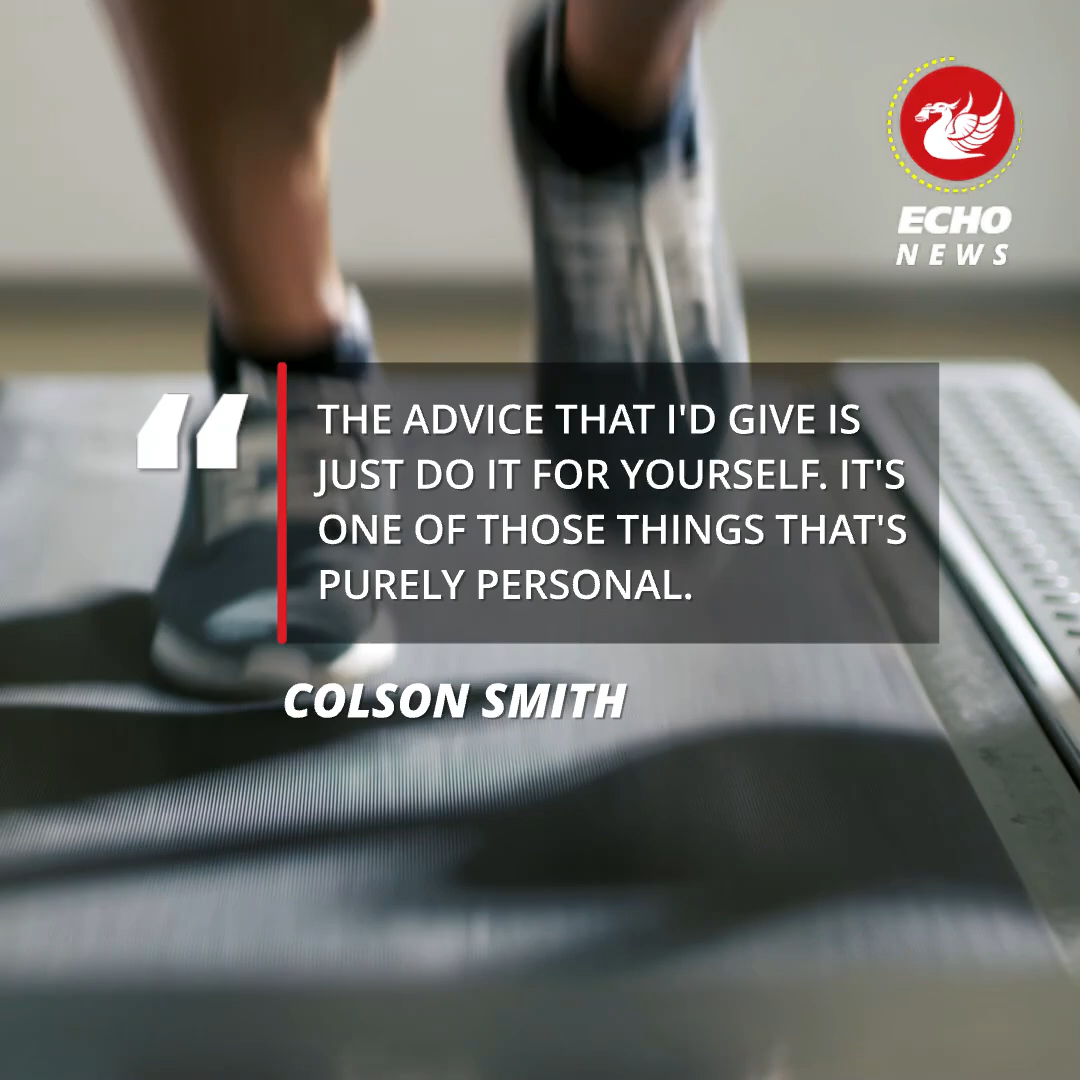 ECHO
NEWS
“
THE ADVICE THAT I'D GIVE IS
JUST DO IT FOR YOURSELF. IT'S
ONE OF THOSE THINGS THAT'S
PURELY PERSONAL.
COLSON SMITH